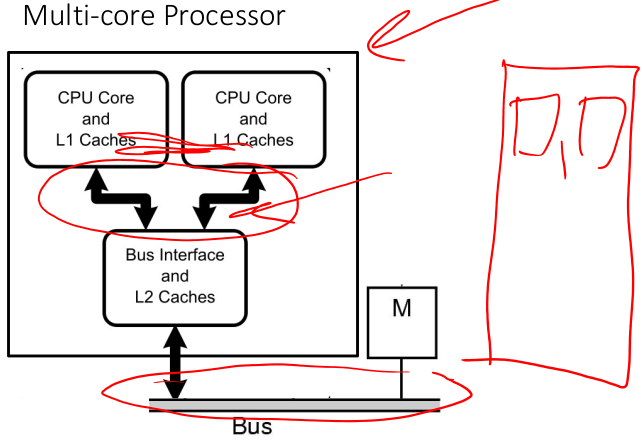 Multi-core Processor
CPU Core
and
L1 Caches
CPU Core
and
L1 Caches
Bus Interface
and
L2 Caches
M
Bus